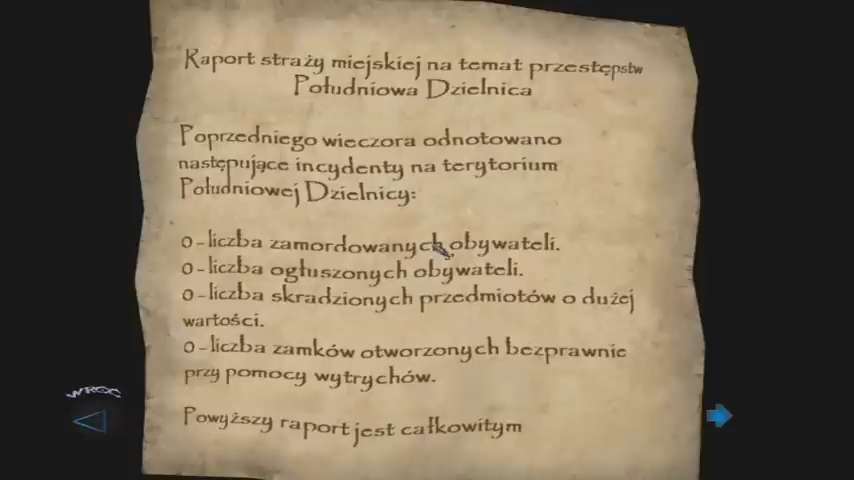 Raport straży miejskiej na temat przestępstw
Południowa Dzielnica
Poprzedniego wieczora odnotowano
następujące incydenty na terytorium
Południowej Dzielnicy:
0-liczba zamordowanych obywateli.
0-liczba ogłuszonych obywateli.
0-liczba skradzionych przedmiotów o dużej
wartości.
0-liczba zamków otworzonych bezprawnie
przy pomocy wytrychów.
Powyższy raport jest całkowitym
WRÓĆ